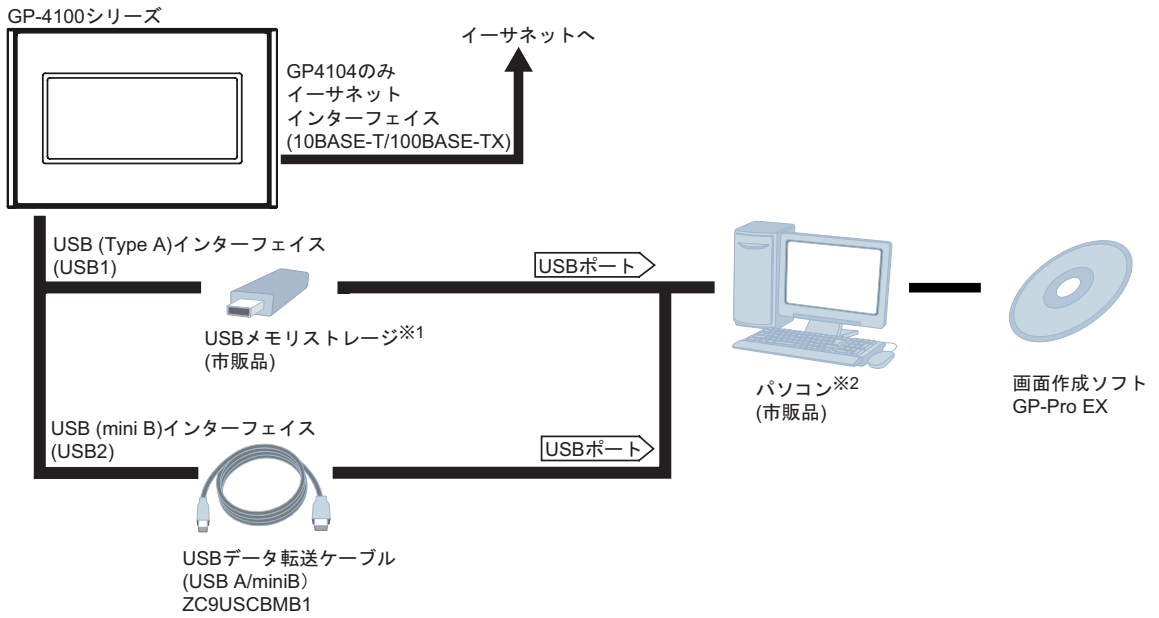 GP-4100シリーズ
イーサネットへ
GP4104のみ
イーサネット
インターフェイス
(10BASE-T/100BASE-TX)
USB (Type A)インターフェイス
(USB1)
USBポート
USBメモリストレージ※1
(市販品)
パソコン※2
(市販品)
画面作成ソフト
GP-Pro EX
USB (mini B)インターフェイス
(USB2)
USBポート
USBデータ転送ケーブル
(USB A/miniB）
ZC9USCBMB1